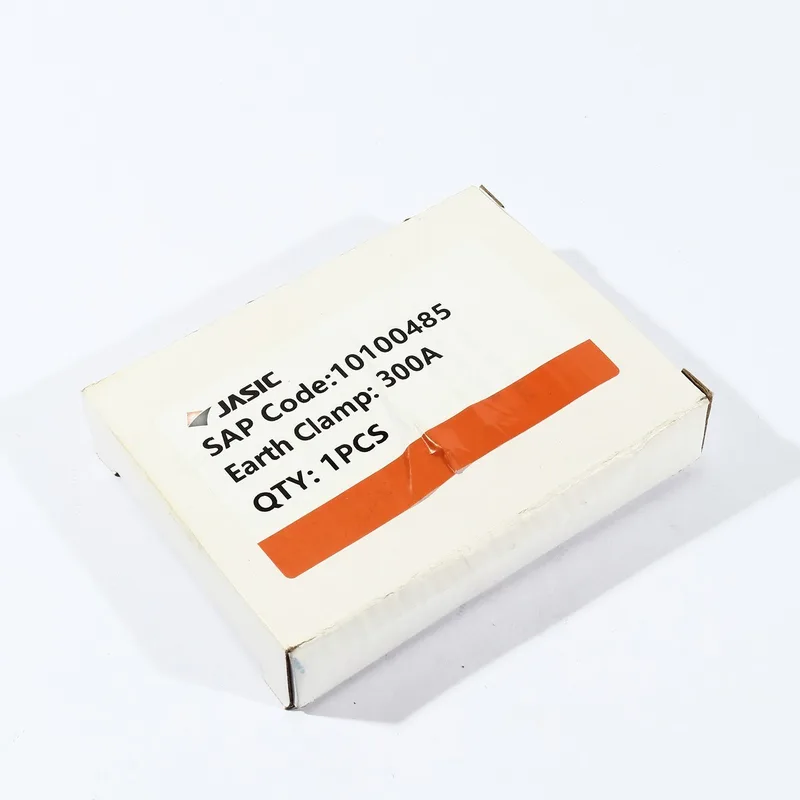 JASIC
SAP Code:10100485
Earth Clamp: 300A
QTY: 1PCS